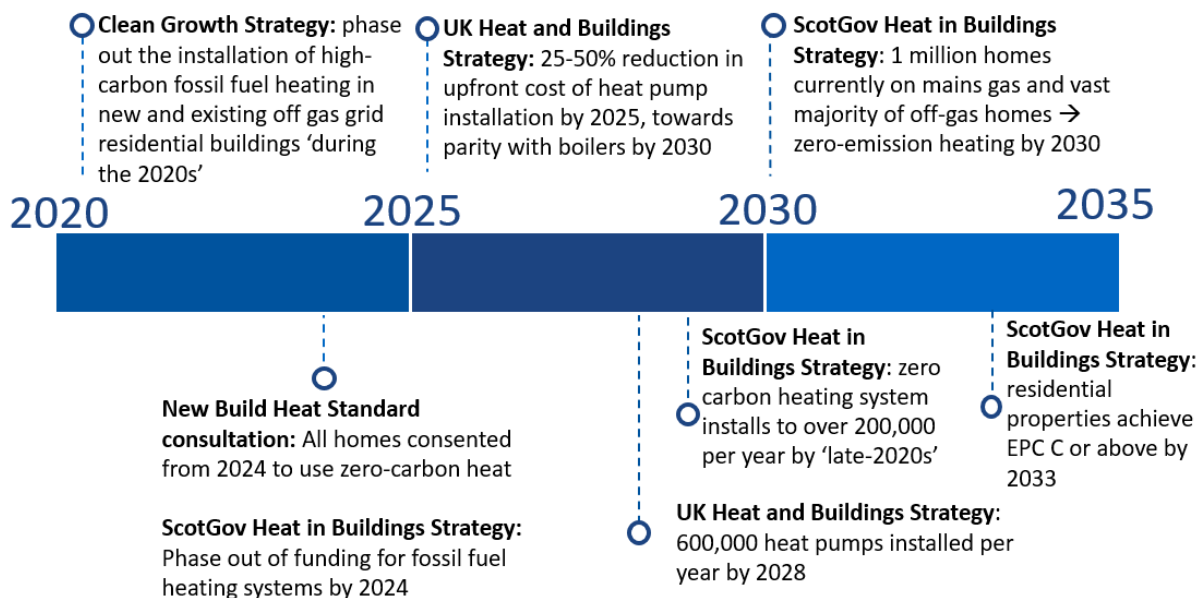 Clean Growth Strategy: phase
out the installation of high-
carbon fossil fuel heating in
new and existing off gas grid
residential buildings ‘during
the 2020s’
UK Heat and Buildings
Strategy: 25-50% reduction in
upfront cost of heat pump
installation by 2025, towards
parity with boilers by 2030
ScotGov Heat in Buildings
Strategy: 1 million homes
currently on mains gas and vast
majority of off-gas homes →
zero-emission heating by 2030
2020
2025
2030
2035
New Build Heat Standard
consultation: All homes consented
from 2024 to use zero-carbon heat
ScotGov Heat in Buildings Strategy:
Phase out of funding for fossil fuel
heating systems by 2024
ScotGov Heat in
Buildings Strategy: zero
carbon heating system
installs to over 200,000
per year by ‘late-2020s’
UK Heat and Buildings Strategy:
600,000 heat pumps installed per
year by 2028
ScotGov Heat in
Buildings Strategy:
residential
properties achieve
EPC C or above by
2033